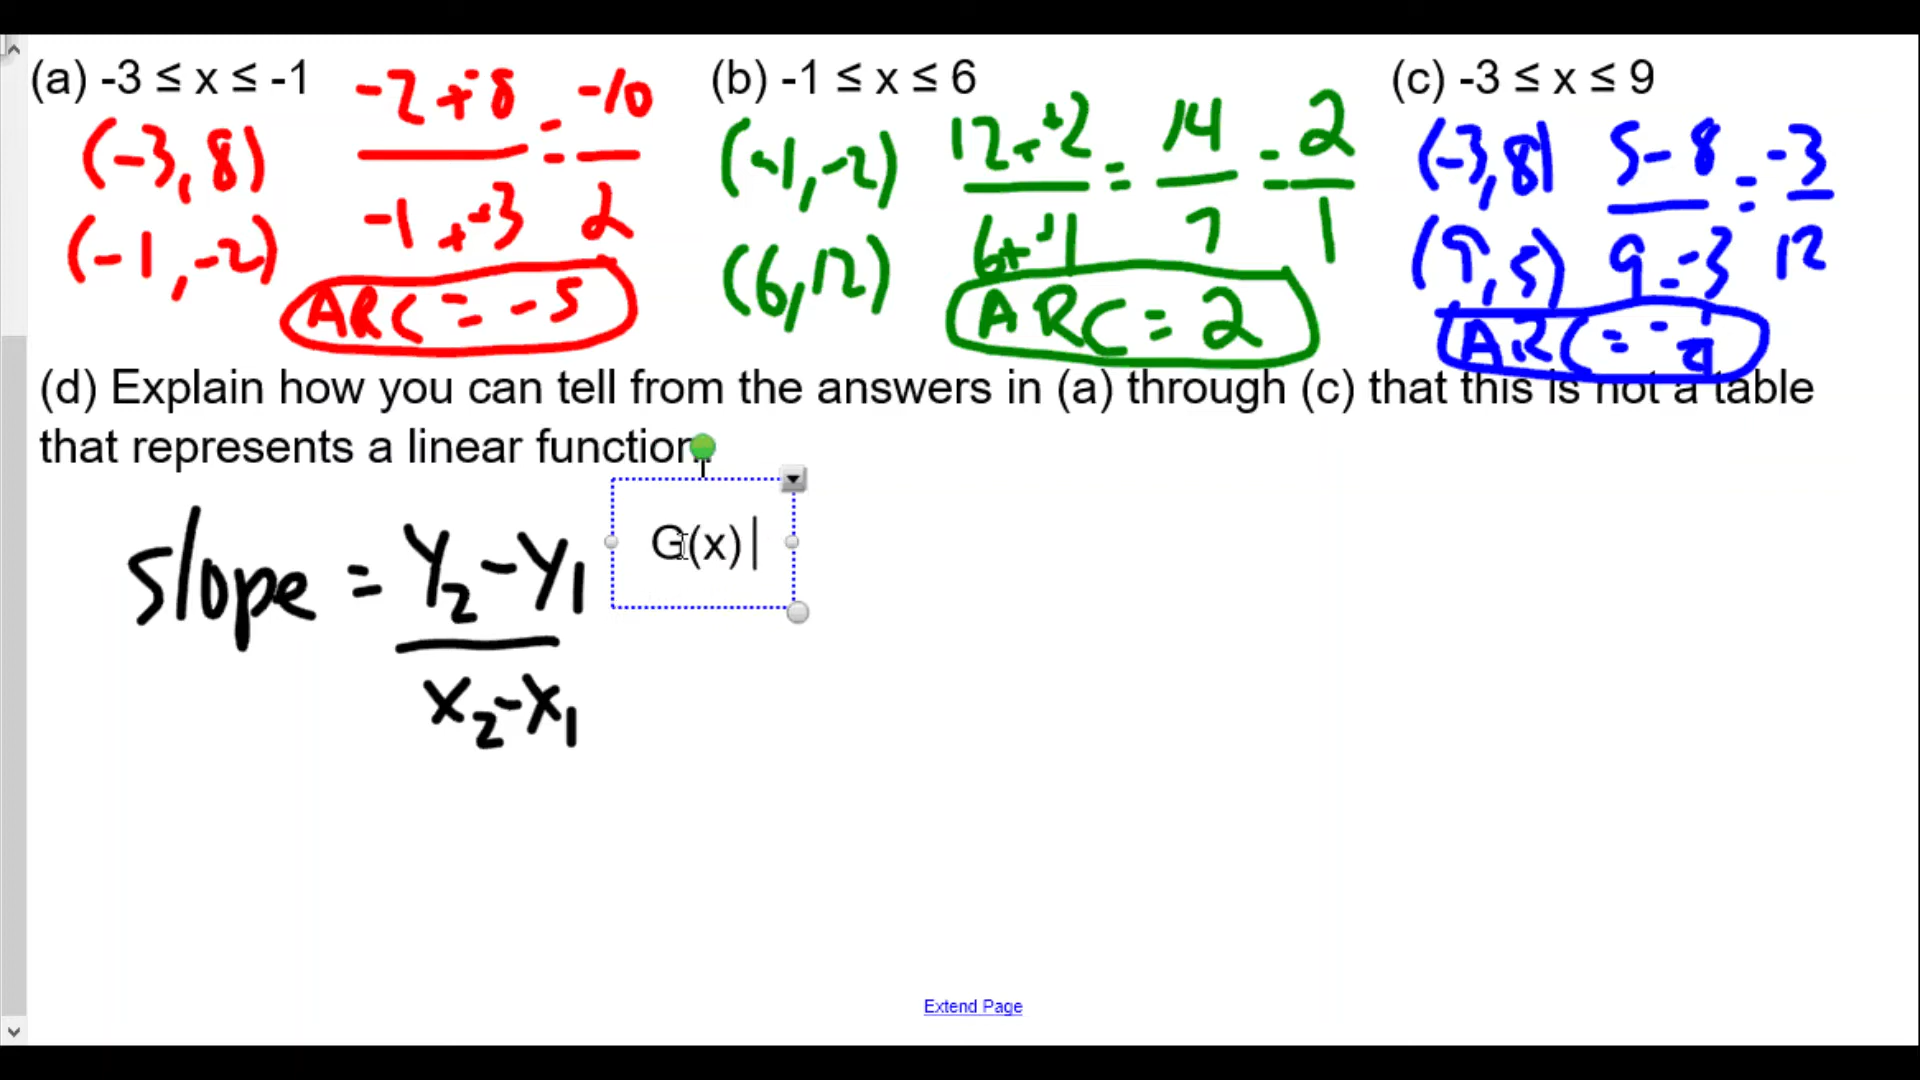 (a) -3 ≤ x ≤ -1
-2 + +8 = -10
-1 + +3 2
(-3, 8)
(-1, -2)
ARC = -5
(b) -1 ≤ x ≤ 6
12 + +2 = 14 = 2
6 + +1 7 1
(-1, -2)
(6, 12)
ARC = 2
(c) -3 ≤ x ≤ 9
5 - 8 = -3
9 - -3 12
(-3, 8)
(9, 5)
ARC = -1/4
(d) Explain how you can tell from the answers in (a) through (c) that this is not a table
that represents a linear function.
slope = Y2 - Y1
X2 - X1
G(x)
Extend Page